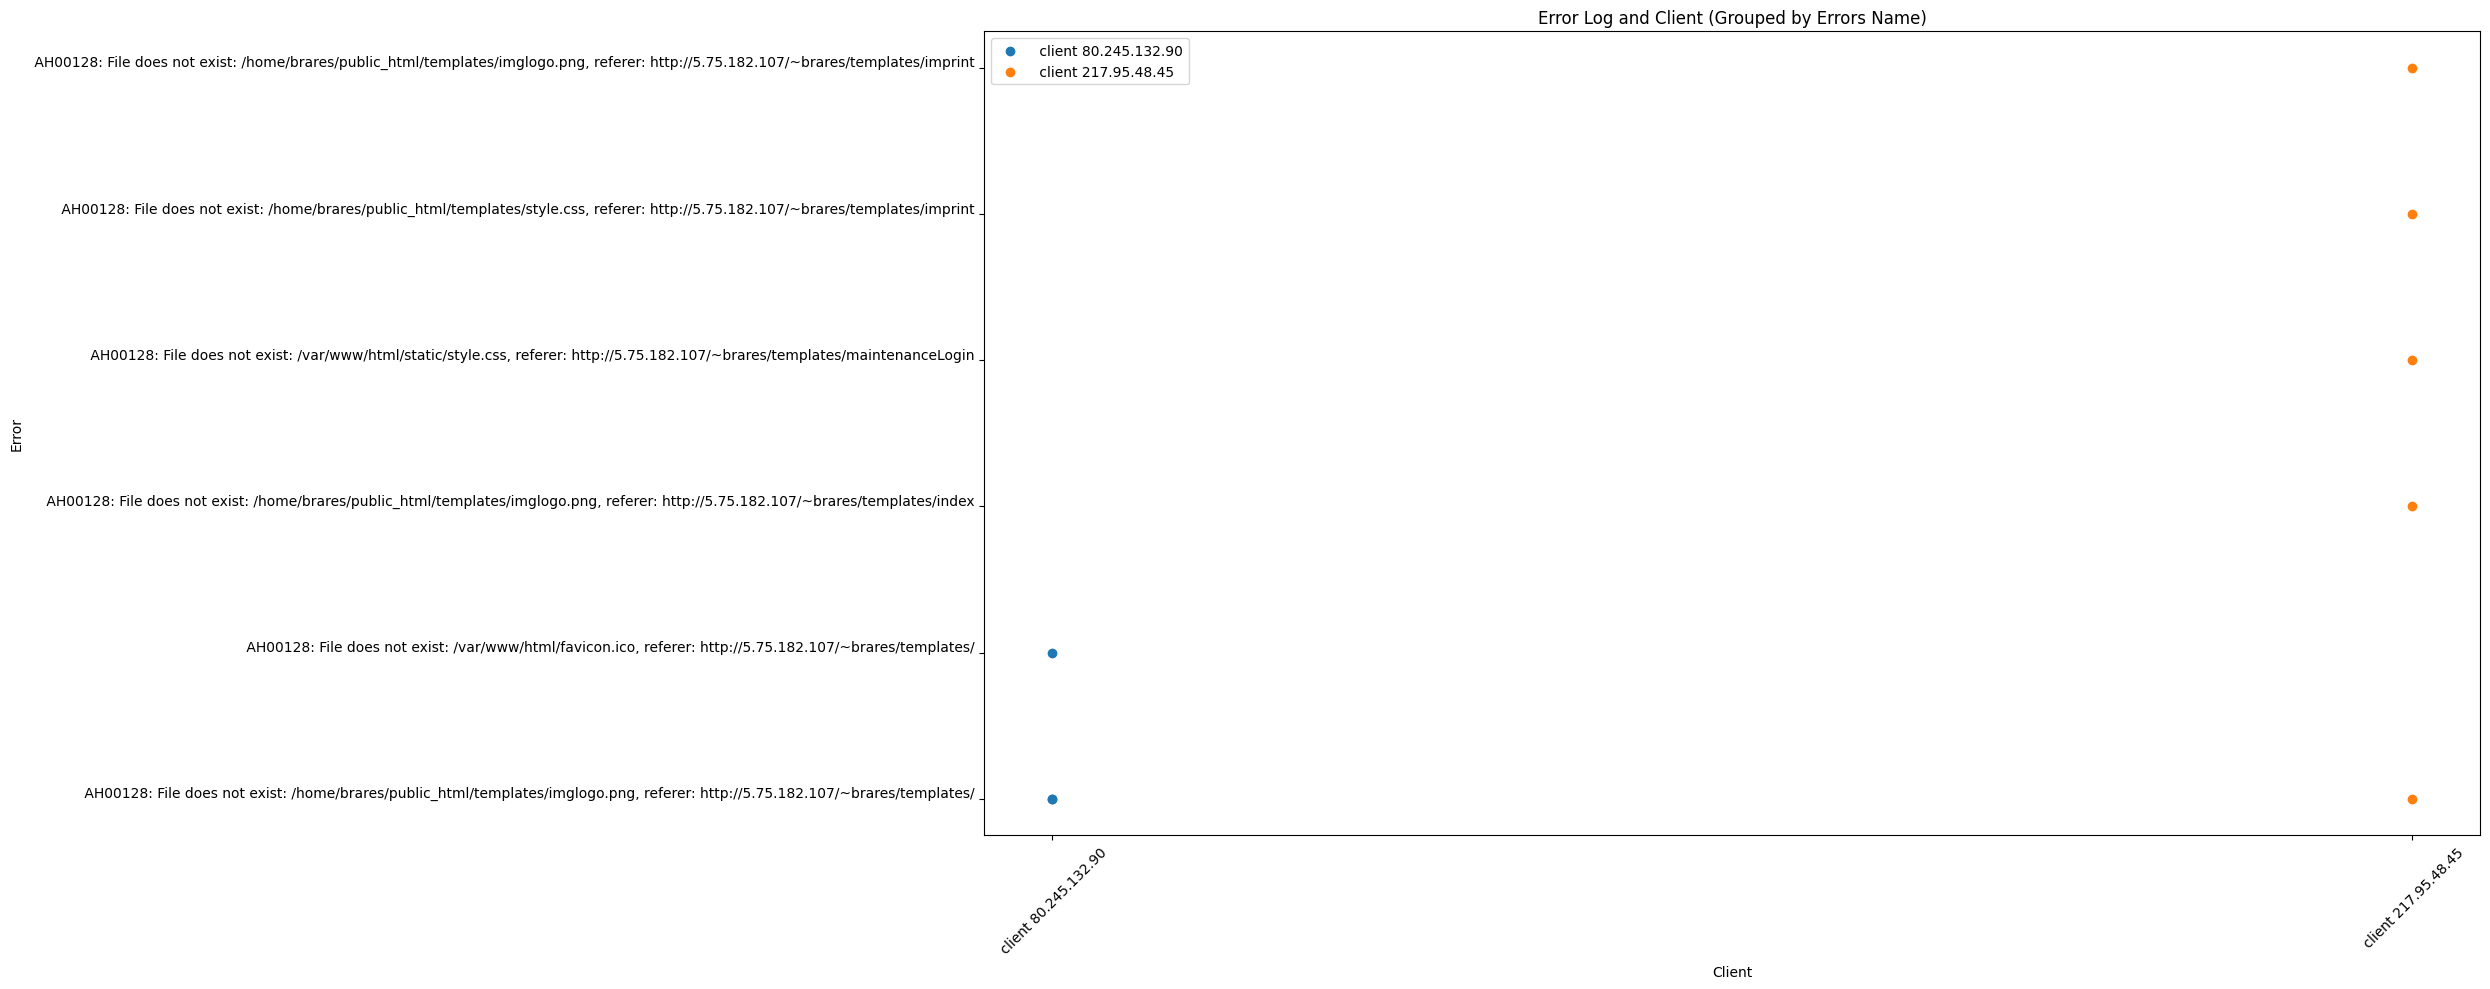 Error Log and Client (Grouped by Errors Name)
client 80.245.132.90
client 217.95.48.45
AH00128: File does not exist: /home/brares/public_html/templates/imglogo.png, referer: http://5.75.182.107/~brares/templates/imprint
AH00128: File does not exist: /home/brares/public_html/templates/style.css, referer: http://5.75.182.107/~brares/templates/imprint
AH00128: File does not exist: /var/www/html/static/style.css, referer: http://5.75.182.107/~brares/templates/maintenanceLogin
Error
AH00128: File does not exist: /home/brares/public_html/templates/imglogo.png, referer: http://5.75.182.107/~brares/templates/index
AH00128: File does not exist: /var/www/html/favicon.ico, referer: http://5.75.182.107/~brares/templates/
AH00128: File does not exist: /home/brares/public_html/templates/imglogo.png, referer: http://5.75.182.107/~brares/templates/
client 80.245.132.90
client 217.95.48.45
Client